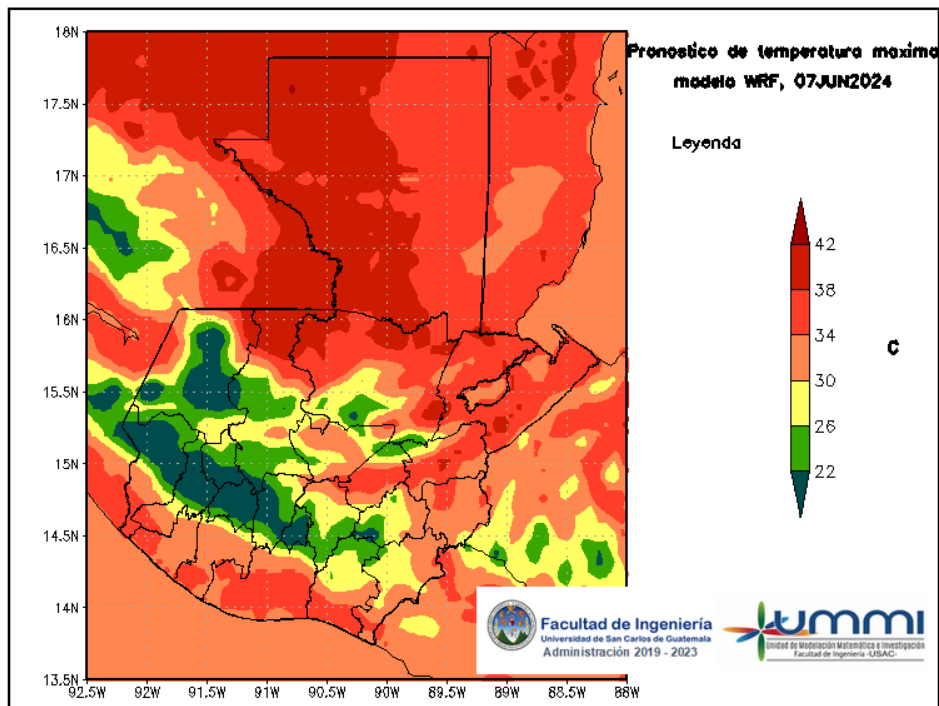 Pronostico de temperatura maxima
modelo WRF, 07JUN2024
Leyenda
42
38
34
30
26
22
C
18N
17.5N
17N
16.5N
16N
15.5N
15N
14.5N
14N
13.5N
92.5W 92W 91.5W 91W 90.5W 90W 89.5W 89W 88.5W 88W
Facultad de Ingeniería
Universidad de San Carlos de Guatemala
Administración 2019 - 2023
ummi
Unidad de Modelación Matemática e Investigación
Facultad de Ingeniería -USAC-